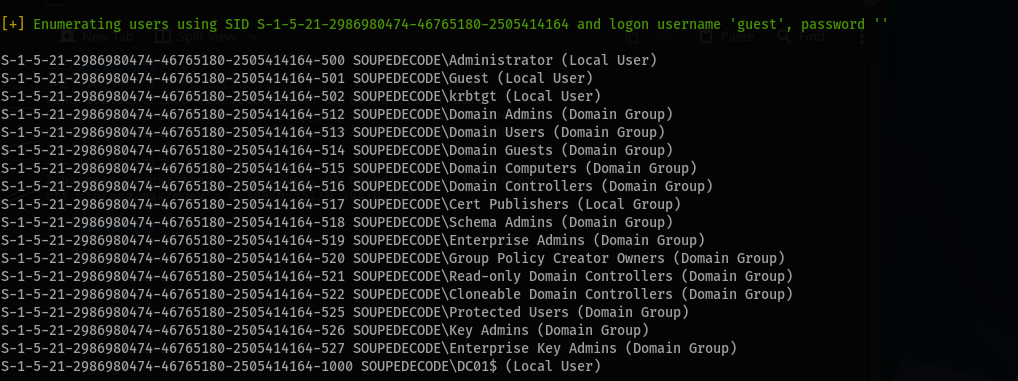 [+] Enumerating users using SID S-1-5-21-2986980474-46765180-2505414164 and logon username 'guest', password ''
New Tab Split View Paste Find...
S-1-5-21-2986980474-46765180-2505414164-500 SOUPEDECODE\Administrator (Local User)
S-1-5-21-2986980474-46765180-2505414164-501 SOUPEDECODE\Guest (Local User)
S-1-5-21-2986980474-46765180-2505414164-502 SOUPEDECODE\krbtgt (Local User)
S-1-5-21-2986980474-46765180-2505414164-512 SOUPEDECODE\Domain Admins (Domain Group)
S-1-5-21-2986980474-46765180-2505414164-513 SOUPEDECODE\Domain Users (Domain Group)
S-1-5-21-2986980474-46765180-2505414164-514 SOUPEDECODE\Domain Guests (Domain Group)
S-1-5-21-2986980474-46765180-2505414164-515 SOUPEDECODE\Domain Computers (Domain Group)
S-1-5-21-2986980474-46765180-2505414164-516 SOUPEDECODE\Domain Controllers (Domain Group)
S-1-5-21-2986980474-46765180-2505414164-517 SOUPEDECODE\Cert Publishers (Local Group)
S-1-5-21-2986980474-46765180-2505414164-518 SOUPEDECODE\Schema Admins (Domain Group)
S-1-5-21-2986980474-46765180-2505414164-519 SOUPEDECODE\Enterprise Admins (Domain Group)
S-1-5-21-2986980474-46765180-2505414164-520 SOUPEDECODE\Group Policy Creator Owners (Domain Group)
S-1-5-21-2986980474-46765180-2505414164-521 SOUPEDECODE\Read-only Domain Controllers (Domain Group)
S-1-5-21-2986980474-46765180-2505414164-522 SOUPEDECODE\Cloneable Domain Controllers (Domain Group)
S-1-5-21-2986980474-46765180-2505414164-525 SOUPEDECODE\Protected Users (Domain Group)
S-1-5-21-2986980474-46765180-2505414164-526 SOUPEDECODE\Key Admins (Domain Group)
S-1-5-21-2986980474-46765180-2505414164-527 SOUPEDECODE\Enterprise Key Admins (Domain Group)
S-1-5-21-2986980474-46765180-2505414164-1000 SOUPEDECODE\DC01$ (Local User)